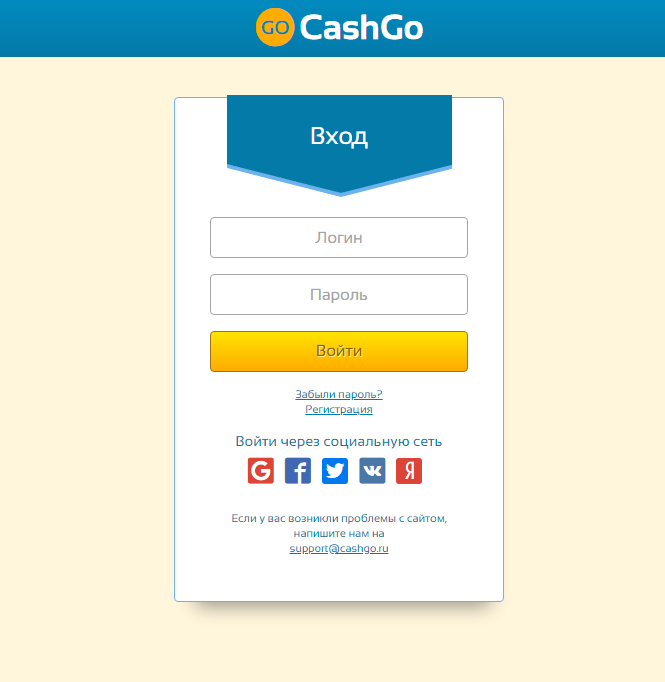 GO CashGo
Вход
Логин
Пароль
Войти
Забыли пароль?
Регистрация
Войти через социальную сеть
Если у вас возникли проблемы с сайтом,
напишите нам на
support@cashgo.ru